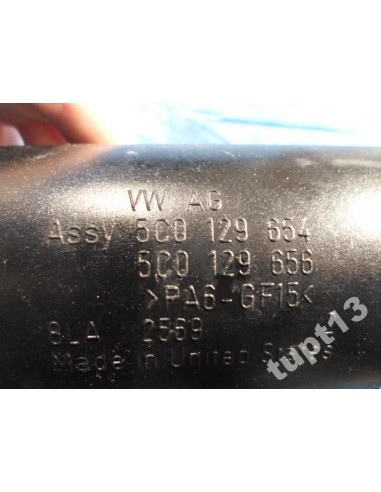 VW AG
Assy 5C0 129 654
5C0 129 656
>PA6-GF15<
BLA 2569
Made in United States
tupt13